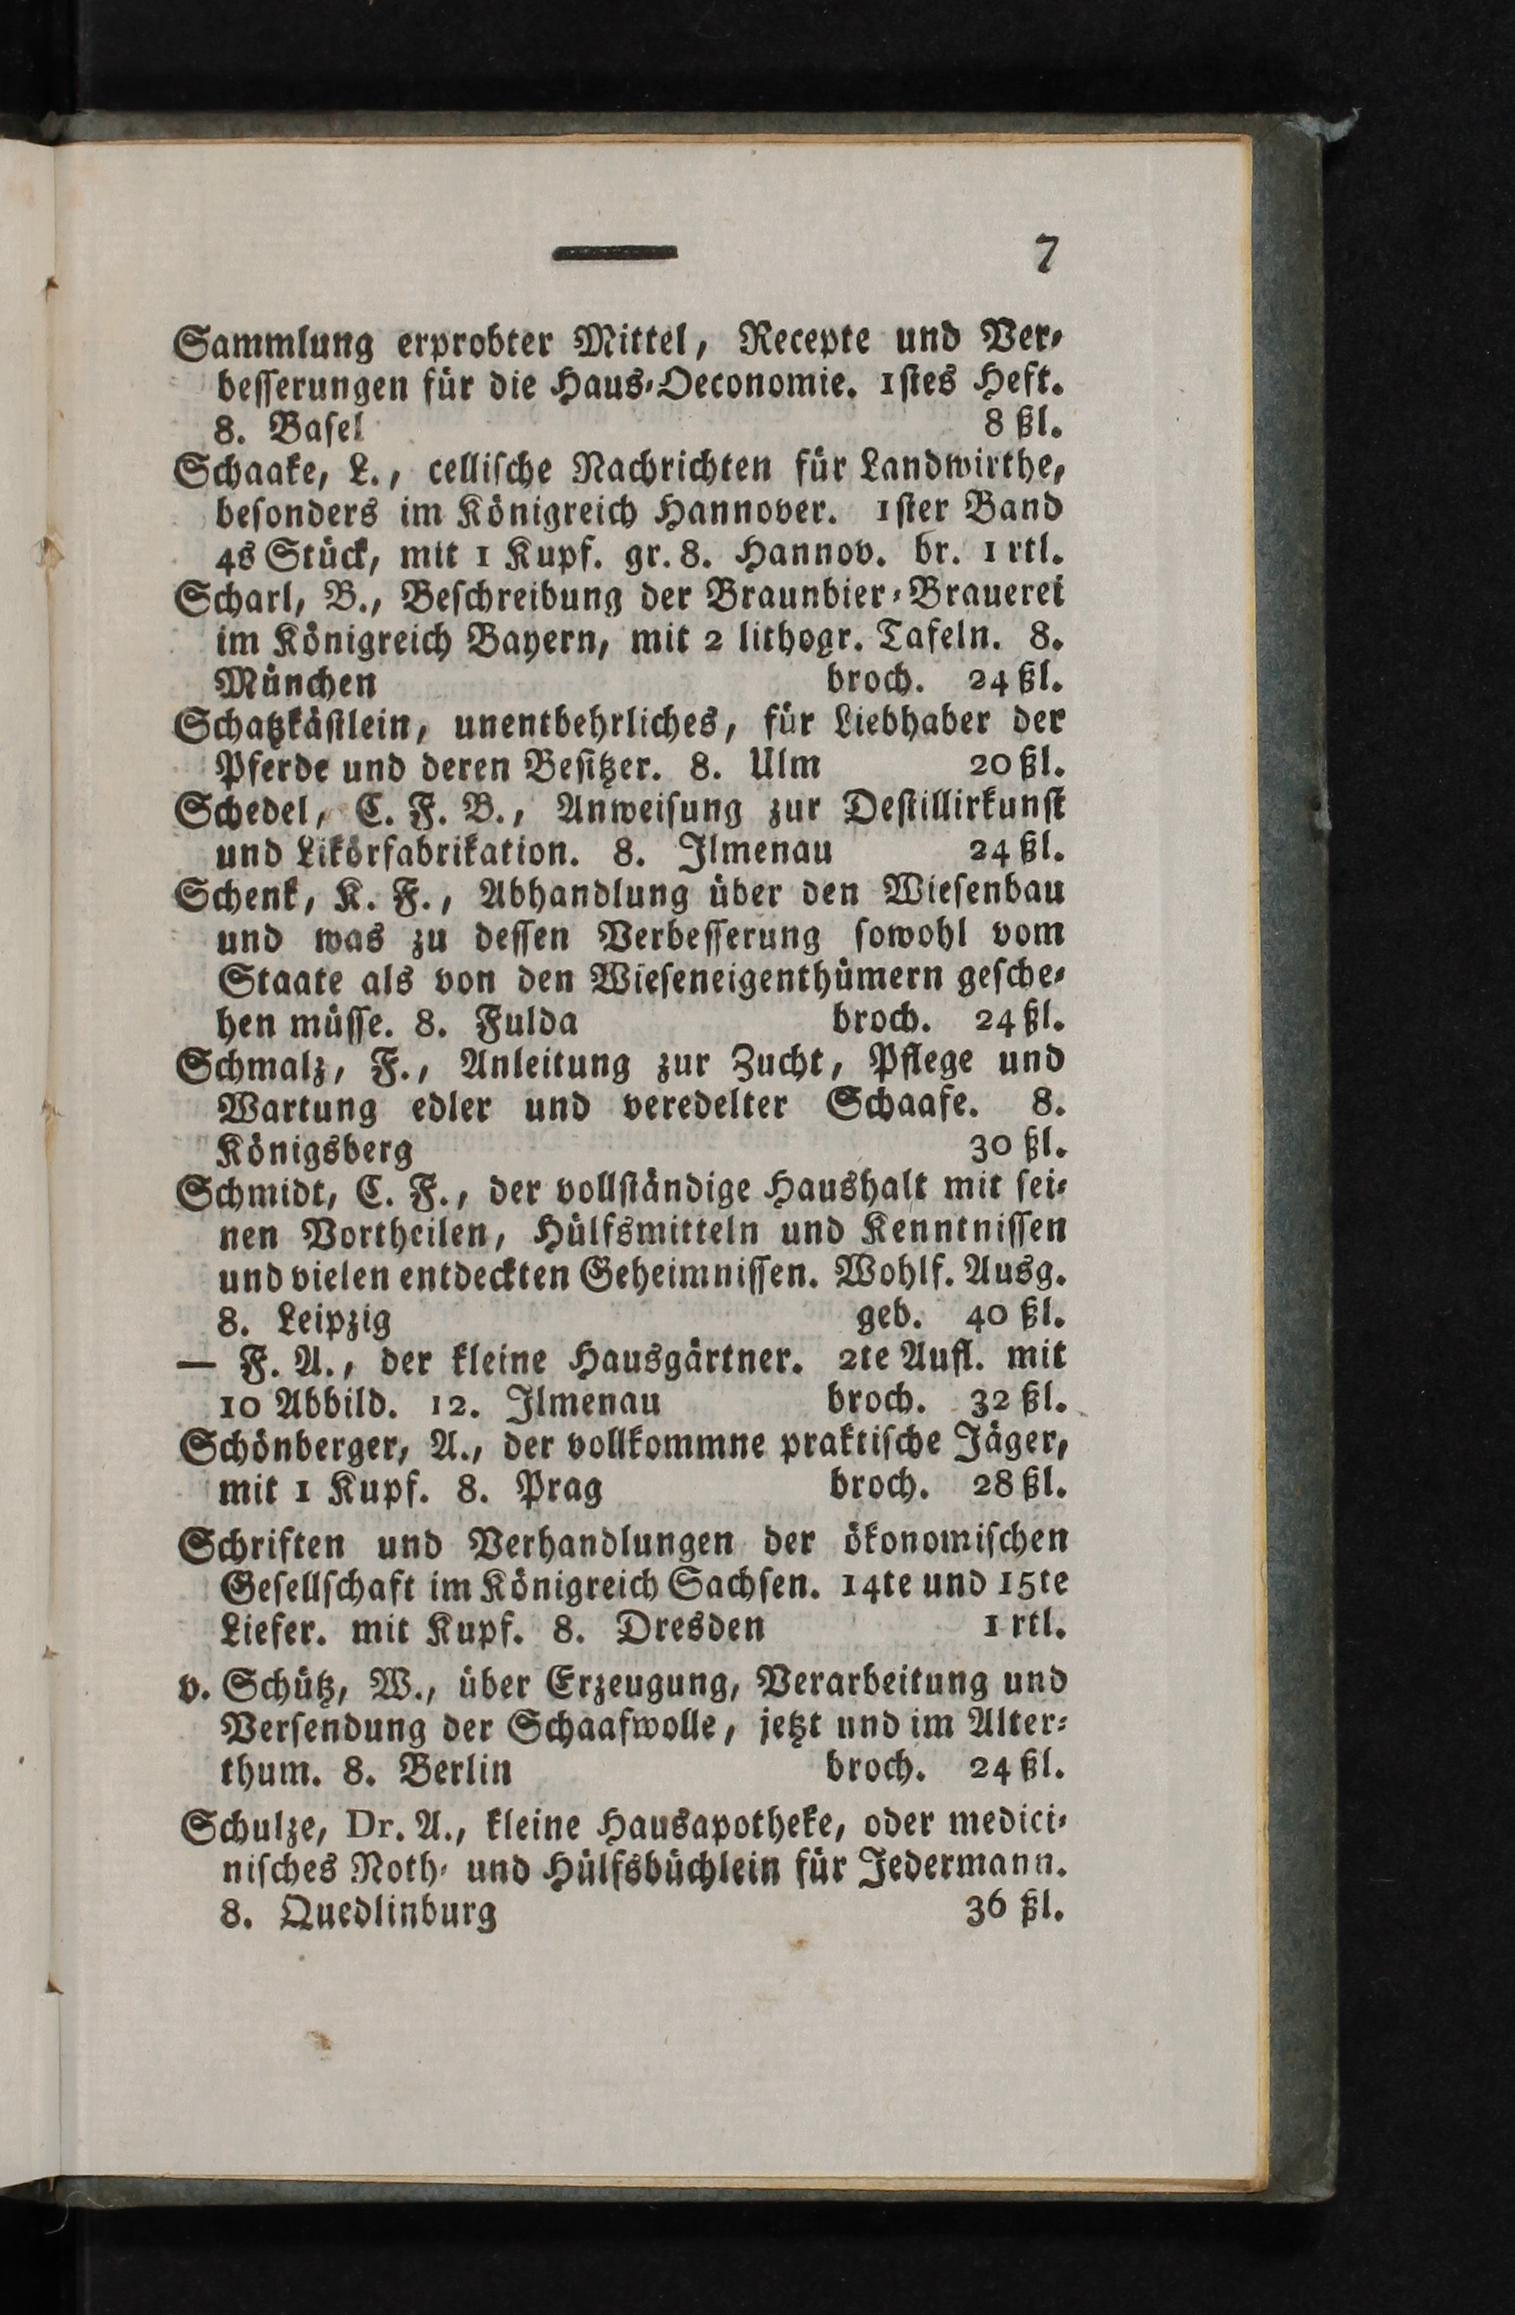 7
Sammlung erprobter Mittel, Recepte und Ver-
besserungen für die Haus-Oeconomie. 1stes Heft.
8. Basel 8 ßl.
Schaake, L., cellische Nachrichten für Landwirthe,
besonders im Königreich Hannover. 1ster Band
4s Stück, mit 1 Kupf. gr. 8. Hannov. br. 1 rtl.
Scharl, B., Beschreibung der Braunbier-Brauerei
im Königreich Bayern, mit 2 lithogr. Tafeln. 8.
München broch. 24 ßl.
Schatzkästlein, unentbehrliches, für Liebhaber der
Pferde und deren Besitzer. 8. Ulm 20 ßl.
Schedel, C. F. B., Anweisung zur Destillirkunst
und Likörfabrikation. 8. Ilmenau 24 ßl.
Schenk, K. F., Abhandlung über den Wiesenbau
und was zu dessen Verbesserung sowohl vom
Staate als von den Wieseneigenthümern gesche-
hen müsse. 8. Fulda broch. 24 ßl.
Schmalz, F., Anleitung zur Zucht, Pflege und
Wartung edler und veredelter Schaafe. 8.
Königsberg 30 ßl.
Schmidt, C. F., der vollständige Haushalt mit sei-
nen Vortheilen, Hülfsmitteln und Kenntnissen
und vielen entdeckten Geheimnissen. Wohlf. Ausg.
8. Leipzig geb. 40 ßl.
— F. A., der kleine Hausgärtner. 2te Aufl. mit
10 Abbild. 12. Ilmenau broch. 32 ßl.
Schönberger, A., der vollkommne praktische Jäger,
mit 1 Kupf. 8. Prag broch. 28 ßl.
Schriften und Verhandlungen der ökonomischen
Gesellschaft im Königreich Sachsen. 14te und 15te
Liefer. mit Kupf. 8. Dresden 1 rtl.
v. Schütz, W., über Erzeugung, Verarbeitung und
Versendung der Schaafwolle, jetzt und im Alter-
thum. 8. Berlin broch. 24 ßl.
Schulze, Dr. A., kleine Hausapotheke, oder medici-
nisches Noth- und Hülfsbüchlein für Jedermann.
8. Quedlinburg 36 ßl.